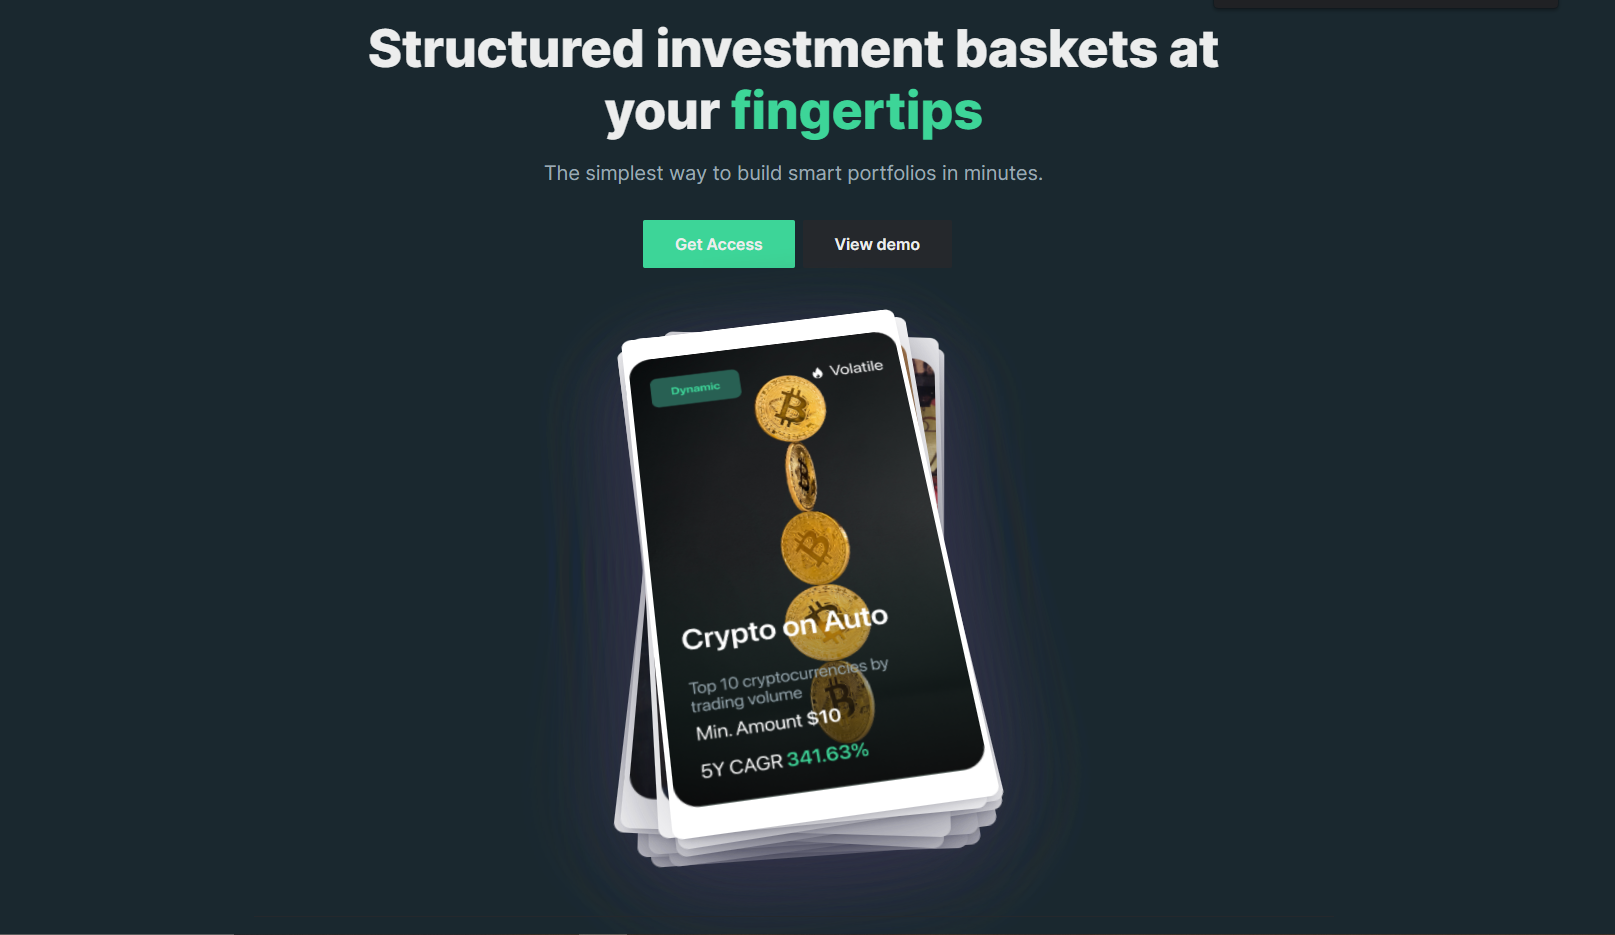 Structured investment baskets at
your fingertips
The simplest way to build smart portfolios in minutes.
Get Access
View demo
Dynamic
Volatile
Crypto on Auto
Top 10 cryptocurrencies by
trading volume
Min. Amount $10
5Y CAGR 341.63%